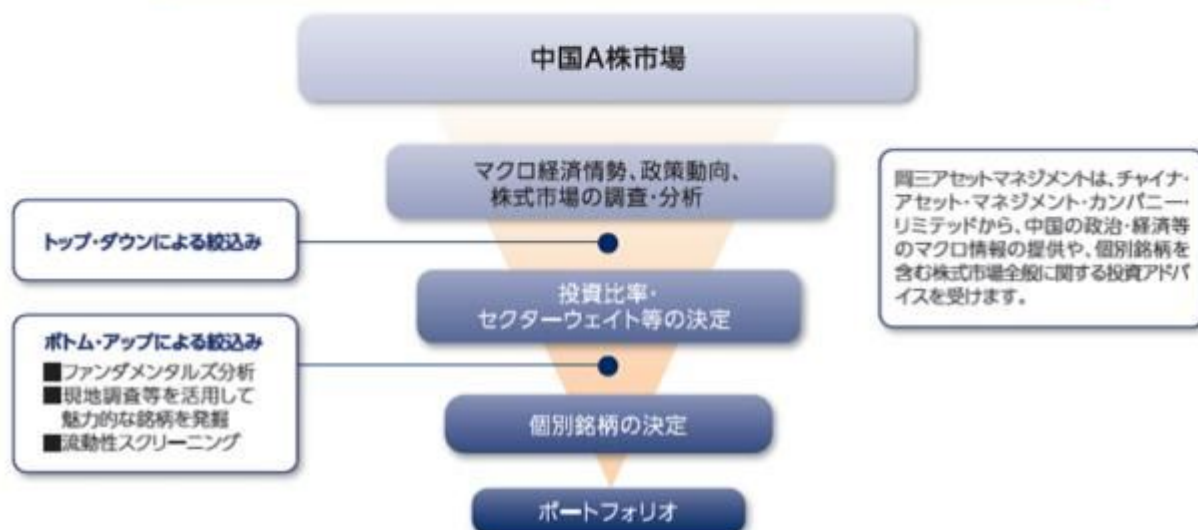 中国A株市場
マクロ経済情勢、政策動向、
株式市場の調査・分析
岡三アセットマネジメントは、チャイナ・
アセット・マネジメント・カンパニー・
リミテッドから、中国の政治・経済等
のマクロ情報の提供や、個別銘柄を
含む株式市場全般に関する投資アドバ
イスを受けます。
トップ・ダウンによる絞込み
投資比率・
セクターウェイト等の決定
ボトム・アップによる絞込み
■ファンダメンタルズ分析
■現地調査等を活用して
魅力的な銘柄を発掘
■流動性スクリーニング
個別銘柄の決定
ポートフォリオ